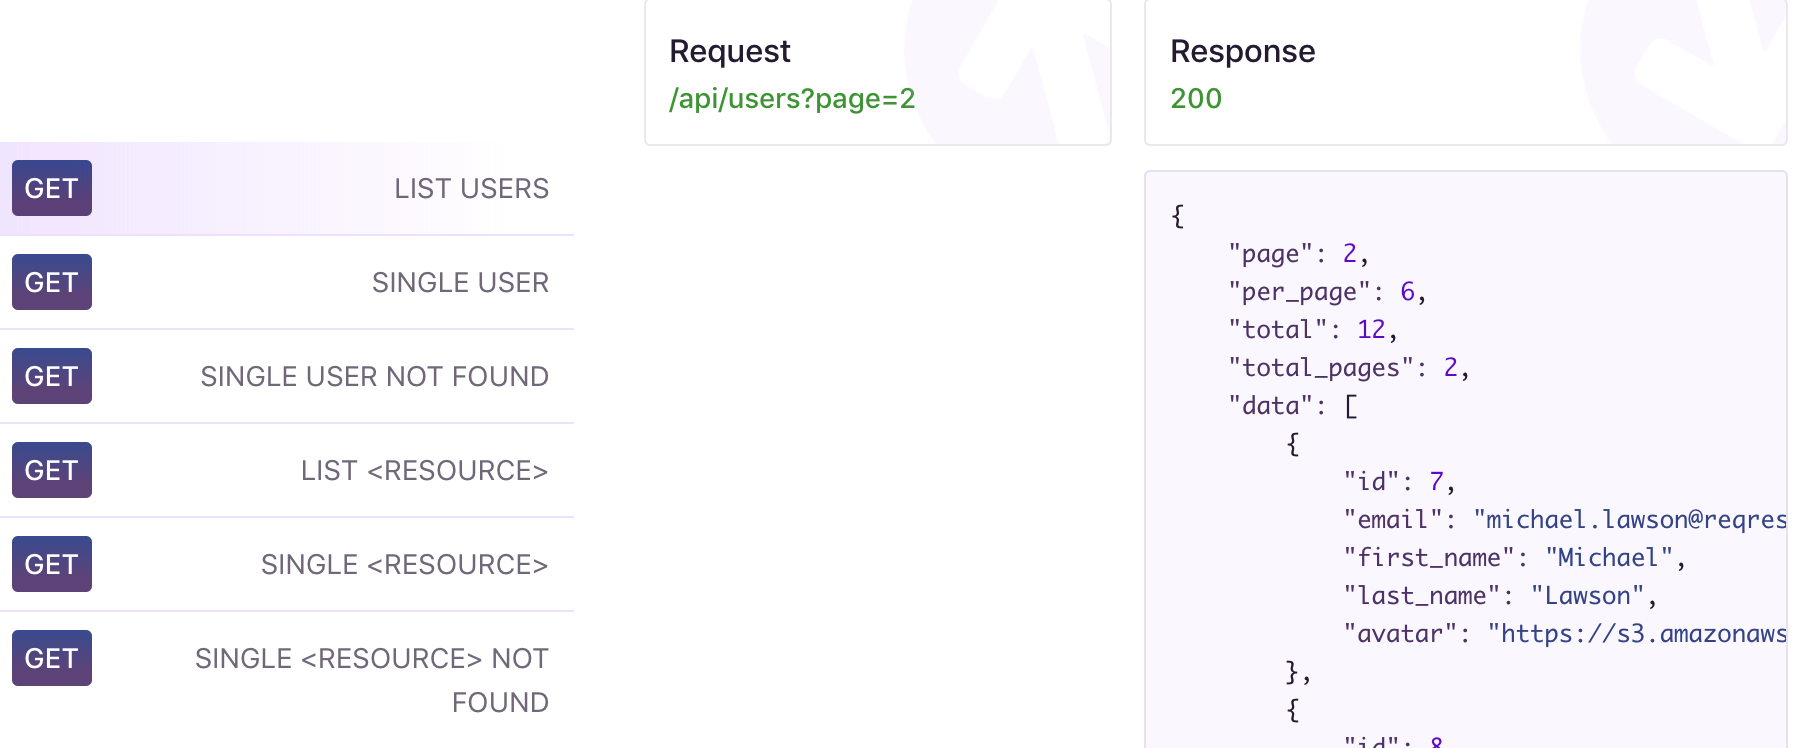 Request
/api/users?page=2
Response
200
GET LIST USERS
GET SINGLE USER
GET SINGLE USER NOT FOUND
GET LIST <RESOURCE>
GET SINGLE <RESOURCE>
GET SINGLE <RESOURCE> NOT
FOUND
{
    "page": 2,
    "per_page": 6,
    "total": 12,
    "total_pages": 2,
    "data": [
        {
            "id": 7,
            "email": "michael.lawson@reqres
            "first_name": "Michael",
            "last_name": "Lawson",
            "avatar": "https://s3.amazonaws
        },
        {
            "id": 8